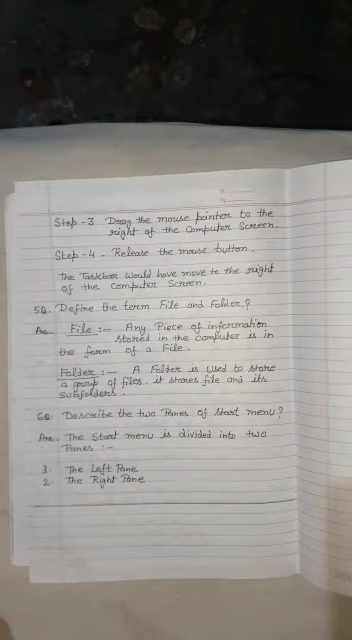 Step-3 Drag the mouse pointer to the
right of the Computer Screen.
Step-4. Release the mouse button.
The Taskbar would have move to the right
of the Computer Screen.
5Q. Define the term File and Folder?
Ans. File :- Any Piece of information
stored in the computer is in
the form of a File.
Folder :- A Folder is Used to store
a group of files. it stores file and its
subfolders.
6Q. Describe the two Panes of Start menu?
Ans. The Start menu is divided into two
Panes :-
1. The Left Pane
2. The Right Pane